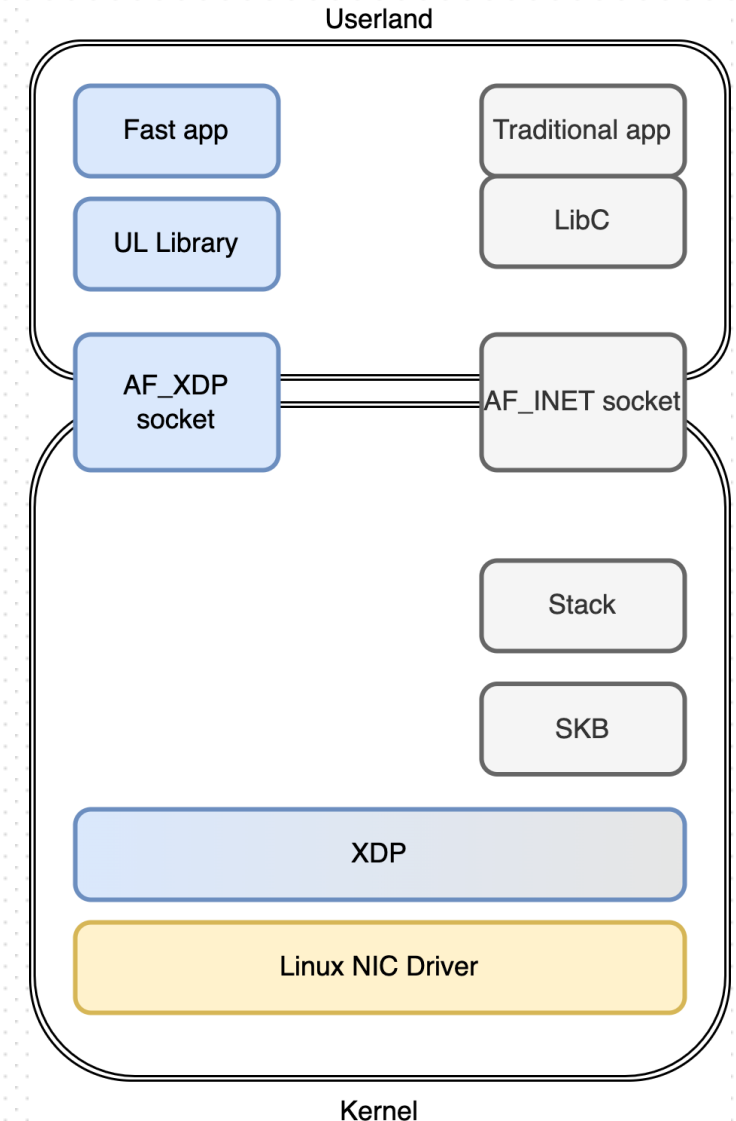 Userland
Fast app
Traditional app
UL Library
LibC
AF_XDP
socket
AF_INET socket
Stack
SKB
XDP
Linux NIC Driver
Kernel